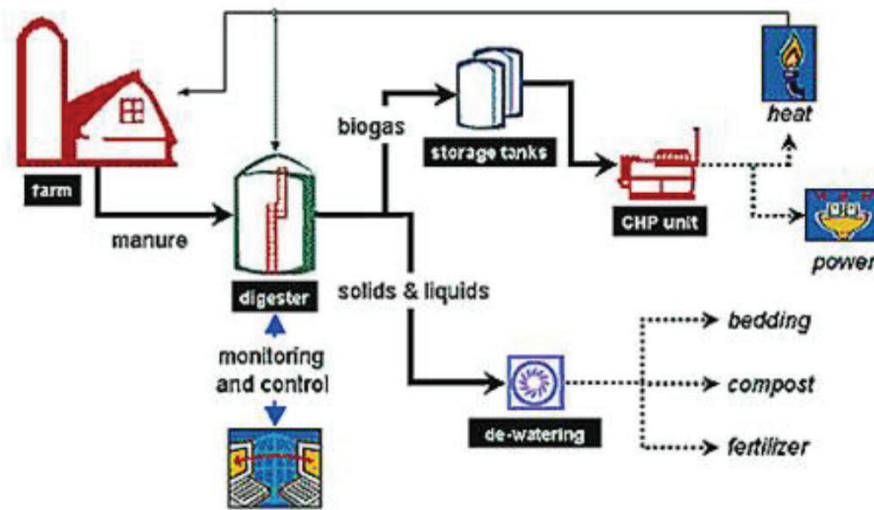 heat
biogas
storage tanks
farm
CHP unit
manure
power
digester
solids & liquids
bedding
monitoring
and control
compost
de-watering
fertilizer